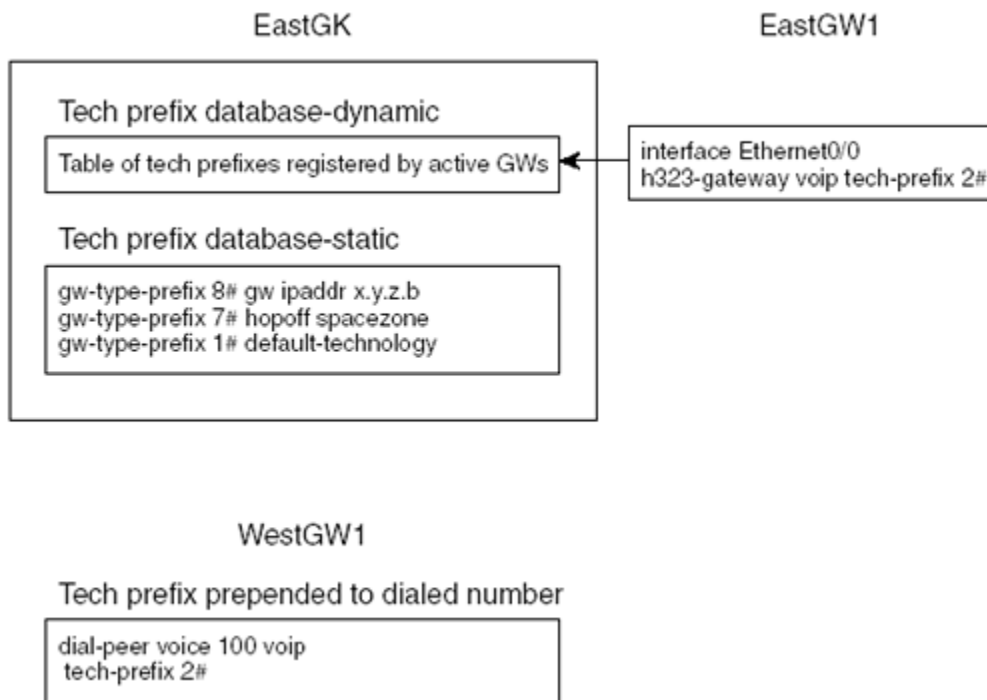 EastGK
EastGW1
Tech prefix database-dynamic
Table of tech prefixes registered by active GWs
interface Ethernet0/0
h323-gateway voip tech-prefix 2#
Tech prefix database-static
gw-type-prefix 8# gw ipaddr x.y.z.b
gw-type-prefix 7# hopoff spacezone
gw-type-prefix 1# default-technology
WestGW1
Tech prefix prepended to dialed number
dial-peer voice 100 voip
tech-prefix 2#